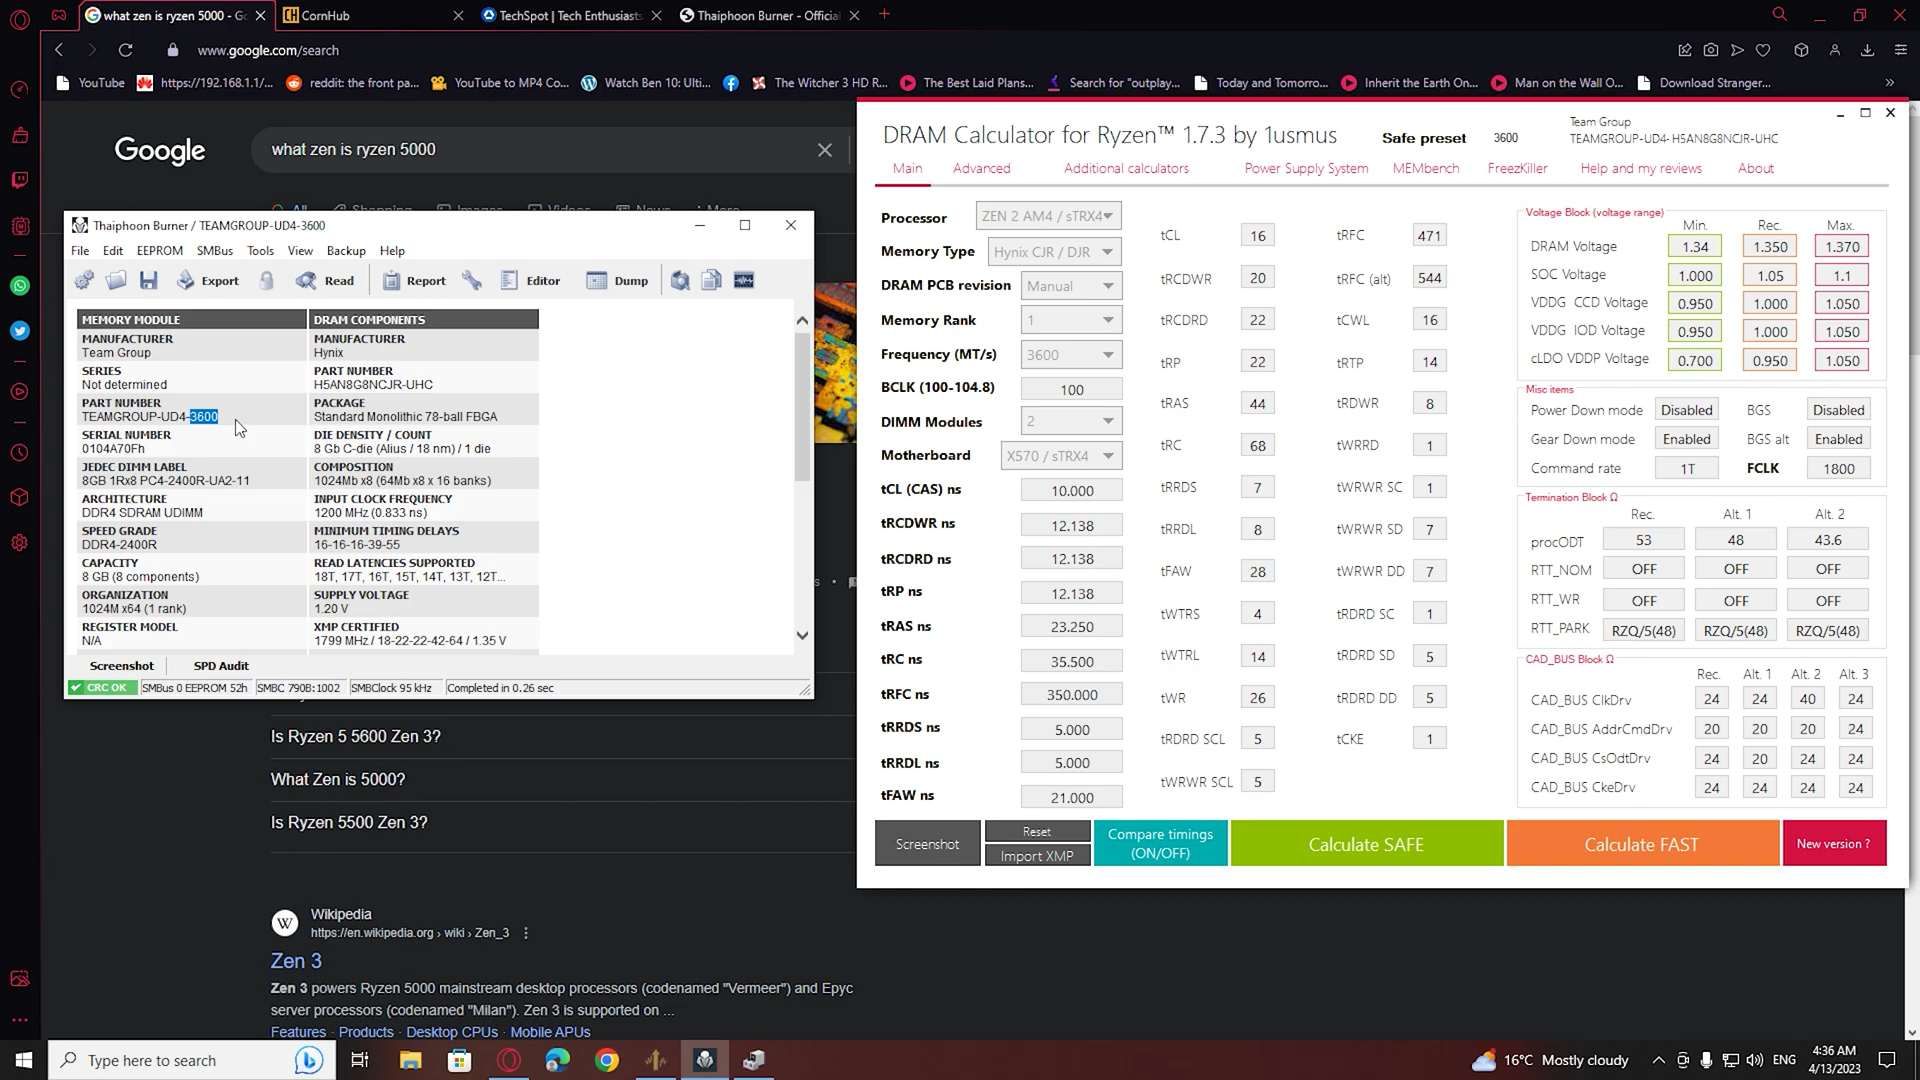 what zen is ryzen 5000 - Go
CornHub
TechSpot | Tech Enthusiasts
Thaiphoon Burner - Official
www.google.com/search
YouTube
https://192.168.1.1/...
reddit: the front pa...
YouTube to MP4 Co...
Watch Ben 10: Ulti...
The Witcher 3 HD R...
The Best Laid Plans...
Search for "outplay...
Today and Tomorro...
Inherit the Earth On...
Man on the Wall O...
Download Stranger...
»
Google
what zen is ryzen 5000
All
Shopping
Images
Videos
News
More
Thaiphoon Burner / TEAMGROUP-UD4-3600
File Edit EEPROM SMBus Tools View Backup Help
Export Read Report Editor Dump
MEMORY MODULE
DRAM COMPONENTS
MANUFACTURER
Team Group
MANUFACTURER
Hynix
SERIES
Not determined
PART NUMBER
H5AN8G8NCJR-UHC
PART NUMBER
TEAMGROUP-UD4-3600
PACKAGE
Standard Monolithic 78-ball FBGA
SERIAL NUMBER
0104A70Fh
DIE DENSITY / COUNT
8 Gb C-die (Alius / 18 nm) / 1 die
JEDEC DIMM LABEL
8GB 1Rx8 PC4-2400R-UA2-11
COMPOSITION
1024Mb x8 (64Mb x8 x 16 banks)
ARCHITECTURE
DDR4 SDRAM UDIMM
INPUT CLOCK FREQUENCY
1200 MHz (0.833 ns)
SPEED GRADE
DDR4-2400R
MINIMUM TIMING DELAYS
16-16-16-39-55
CAPACITY
8 GB (8 components)
READ LATENCIES SUPPORTED
18T, 17T, 16T, 15T, 14T, 13T, 12T...
ORGANIZATION
1024M x64 (1 rank)
SUPPLY VOLTAGE
1.20 V
REGISTER MODEL
N/A
XMP CERTIFIED
1799 MHz / 18-22-22-42-64 / 1.35 V
Screenshot
SPD Audit
CRC OK
SMBus 0 EEPROM 52h
SMBC 790B:1002
SMBClock 95 kHz
Completed in 0.26 sec
Is Ryzen 5 5600 Zen 3?
What Zen is 5000?
Is Ryzen 5500 Zen 3?
W
Wikipedia
https://en.wikipedia.org › wiki › Zen_3
Zen 3
Zen 3 powers Ryzen 5000 mainstream desktop processors (codenamed "Vermeer") and Epyc
server processors (codenamed "Milan"). Zen 3 is supported on ...
Features · Products · Desktop CPUs · Mobile APUs
DRAM Calculator for Ryzen™ 1.7.3 by 1usmus
Safe preset
3600
Team Group
TEAMGROUP-UD4- H5AN8G8NCJR-UHC
Main
Advanced
Additional calculators
Power Supply System
MEMbench
FreezKiller
Help and my reviews
About
Processor ZEN 2 AM4 / sTRX4
Memory Type Hynix CJR / DJR
DRAM PCB revision Manual
Memory Rank 1
Frequency (MT/s) 3600
BCLK (100-104.8) 100
DIMM Modules 2
Motherboard X570 / sTRX4
tCL (CAS) ns 10.000
tRCDWR ns 12.138
tRCDRD ns 12.138
tRP ns 12.138
tRAS ns 23.250
tRC ns 35.500
tRFC ns 350.000
tRRDS ns 5.000
tRRDL ns 5.000
tFAW ns 21.000
tCL 16
tRCDWR 20
tRCDRD 22
tRP 22
tRAS 44
tRC 68
tRRDS 7
tRRDL 8
tFAW 28
tWTRS 4
tWTRL 14
tWR 26
tRDRD SCL 5
tWRWR SCL 5
tRFC 471
tRFC (alt) 544
tCWL 16
tRTP 14
tRDWR 8
tWRRD 1
tWRWR SC 1
tWRWR SD 7
tWRWR DD 7
tRDRD SC 1
tRDRD SD 5
tRDRD DD 5
tCKE 1
Voltage Block (voltage range)
Min. Rec. Max.
DRAM Voltage 1.34 1.350 1.370
SOC Voltage 1.000 1.05 1.1
VDDG CCD Voltage 0.950 1.000 1.050
VDDG IOD Voltage 0.950 1.000 1.050
cLDO VDDP Voltage 0.700 0.950 1.050
Misc items
Power Down mode Disabled BGS Disabled
Gear Down mode Enabled BGS alt Enabled
Command rate 1T FCLK 1800
Termination Block Ω
Rec. Alt. 1 Alt. 2
procODT 53 48 43.6
RTT_NOM OFF OFF OFF
RTT_WR OFF OFF OFF
RTT_PARK RZQ/5(48) RZQ/5(48) RZQ/5(48)
CAD_BUS Block Ω
Rec. Alt. 1 Alt. 2 Alt. 3
CAD_BUS ClkDrv 24 24 40 24
CAD_BUS AddrCmdDrv 20 20 20 24
CAD_BUS CsOdtDrv 24 20 24 24
CAD_BUS CkeDrv 24 24 24 24
Screenshot
Reset
Import XMP
Compare timings
(ON/OFF)
Calculate SAFE
Calculate FAST
New version ?
Type here to search
16°C Mostly cloudy
ENG
4:36 AM
4/13/2023